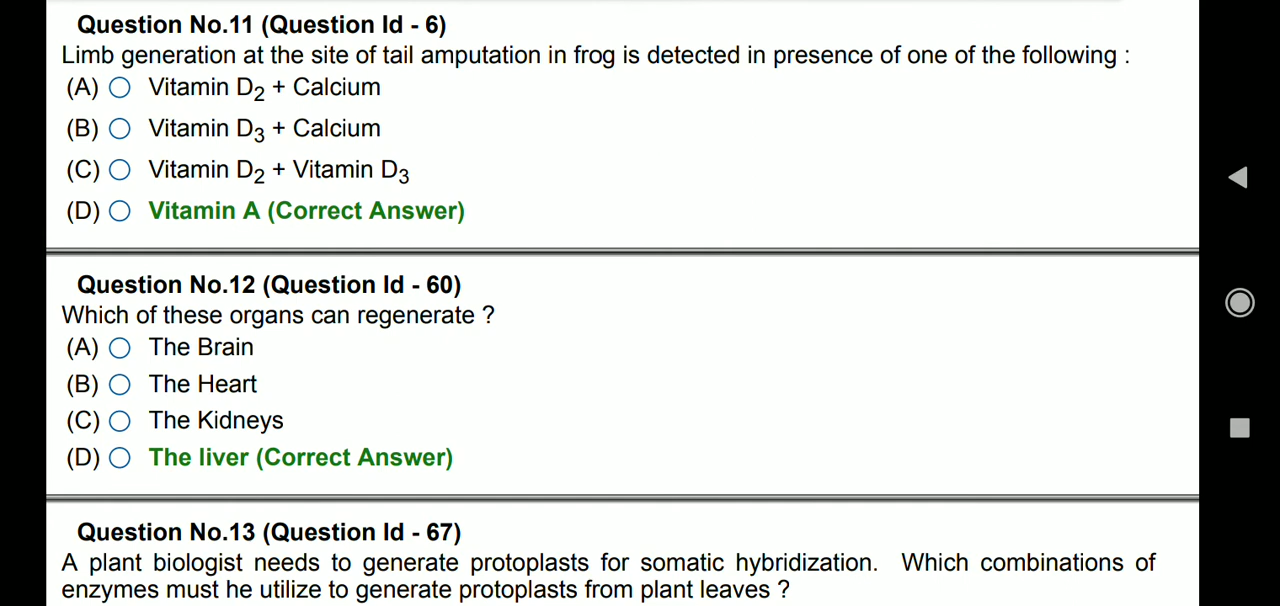 Question No.11 (Question Id - 6)
Limb generation at the site of tail amputation in frog is detected in presence of one of the following :
(A) Vitamin D2 + Calcium
(B) Vitamin D3 + Calcium
(C) Vitamin D2 + Vitamin D3
(D) Vitamin A (Correct Answer)
Question No.12 (Question Id - 60)
Which of these organs can regenerate ?
(A) The Brain
(B) The Heart
(C) The Kidneys
(D) The liver (Correct Answer)
Question No.13 (Question Id - 67)
A plant biologist needs to generate protoplasts for somatic hybridization. Which combinations of
enzymes must he utilize to generate protoplasts from plant leaves ?